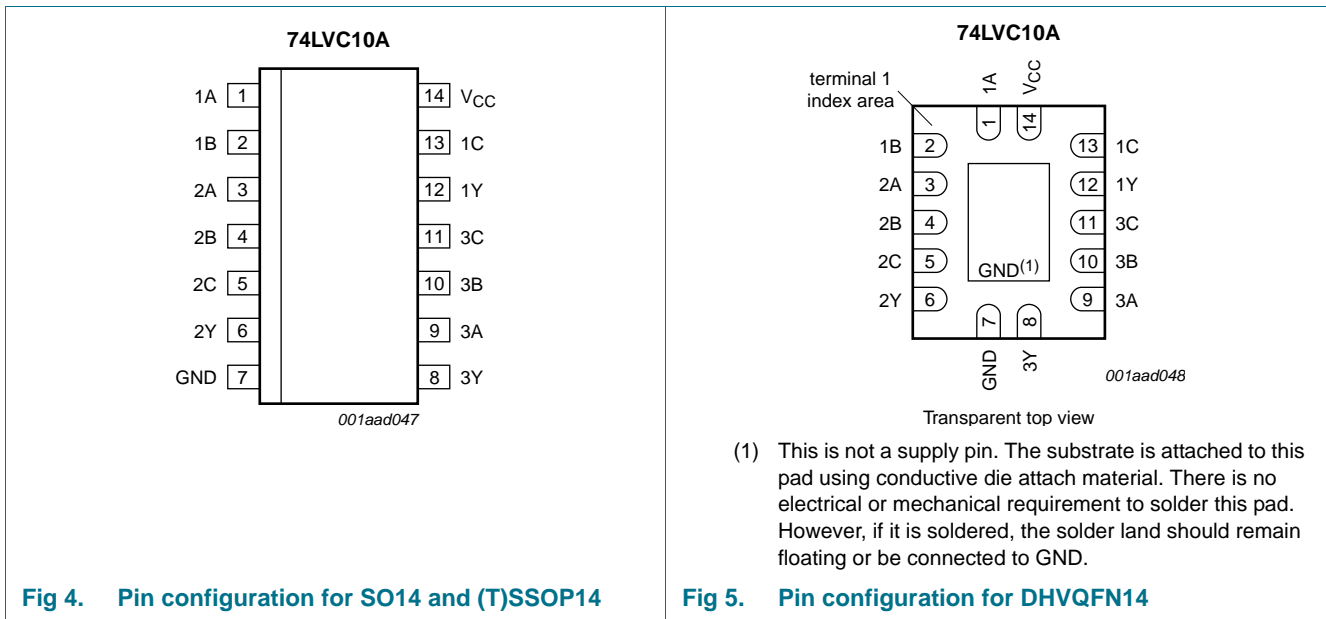 74LVC10A
1A 1 14 VCC
1B 2 13 1C
2A 3 12 1Y
2B 4 11 3C
2C 5 10 3B
2Y 6 9 3A
GND 7 8 3Y
001aad047
Fig 4. Pin configuration for SO14 and (T)SSOP14
74LVC10A
terminal 1
index area
1A VCC
1 14
1B 2 13 1C
2A 3 12 1Y
2B 4 11 3C
2C 5 10 3B
GND(1)
2Y 6 9 3A
7 8
GND 3Y
001aad048
Transparent top view
(1) This is not a supply pin. The substrate is attached to this
pad using conductive die attach material. There is no
electrical or mechanical requirement to solder this pad.
However, if it is soldered, the solder land should remain
floating or be connected to GND.
Fig 5. Pin configuration for DHVQFN14